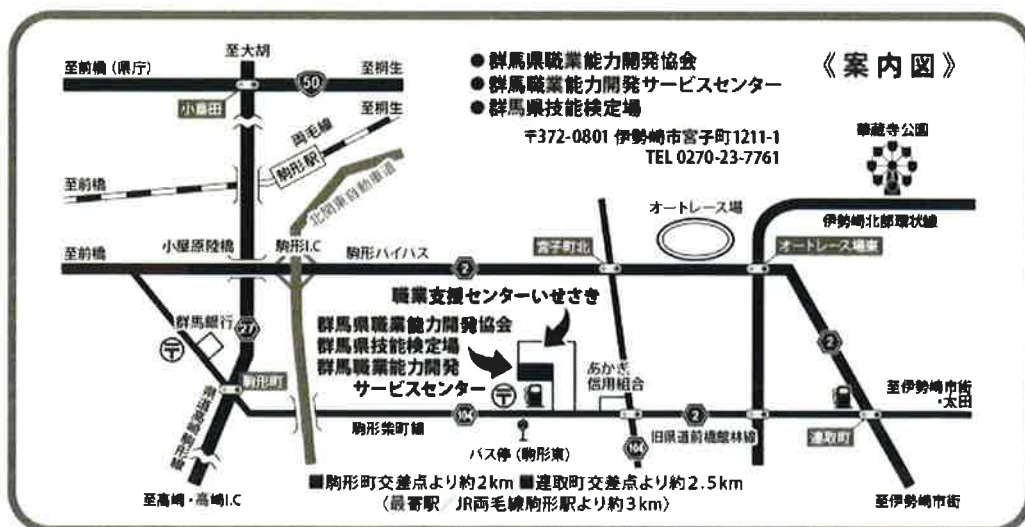 《案内図》
● 群馬県職業能力開発協会
● 群馬職業能力開発サービスセンター
● 群馬県技能検定場
〒372-0801 伊勢崎市宮子町1211-1
TEL 0270-23-7761
至大胡
至前橋（県庁）
50
至桐生
小島田
至桐生
両毛線
駒形駅
至前橋
北関東自動車道
華蔵寺公園
オートレース場
伊勢崎北部環状線
小屋原陸橋
駒形I.C
至前橋
駒形バイパス
2
宮子町北
オートレース場東
職業支援センターいせさき
群馬県職業能力開発協会
群馬県技能検定場
群馬職業能力開発
サービスセンター
群馬銀行
〒
27
2
駒形町
〒
あかぎ
信用組合
至伊勢崎市街
・太田
県道高崎駒形線
104
駒形柴町線
2
旧県道前橋館林線
連取町
バス停（駒形東）
104
至高崎・高崎I.C
至伊勢崎市街
■駒形町交差点より約2km ■連取町交差点より約2.5km
〈最寄駅／JR両毛線駒形駅より約3km〉